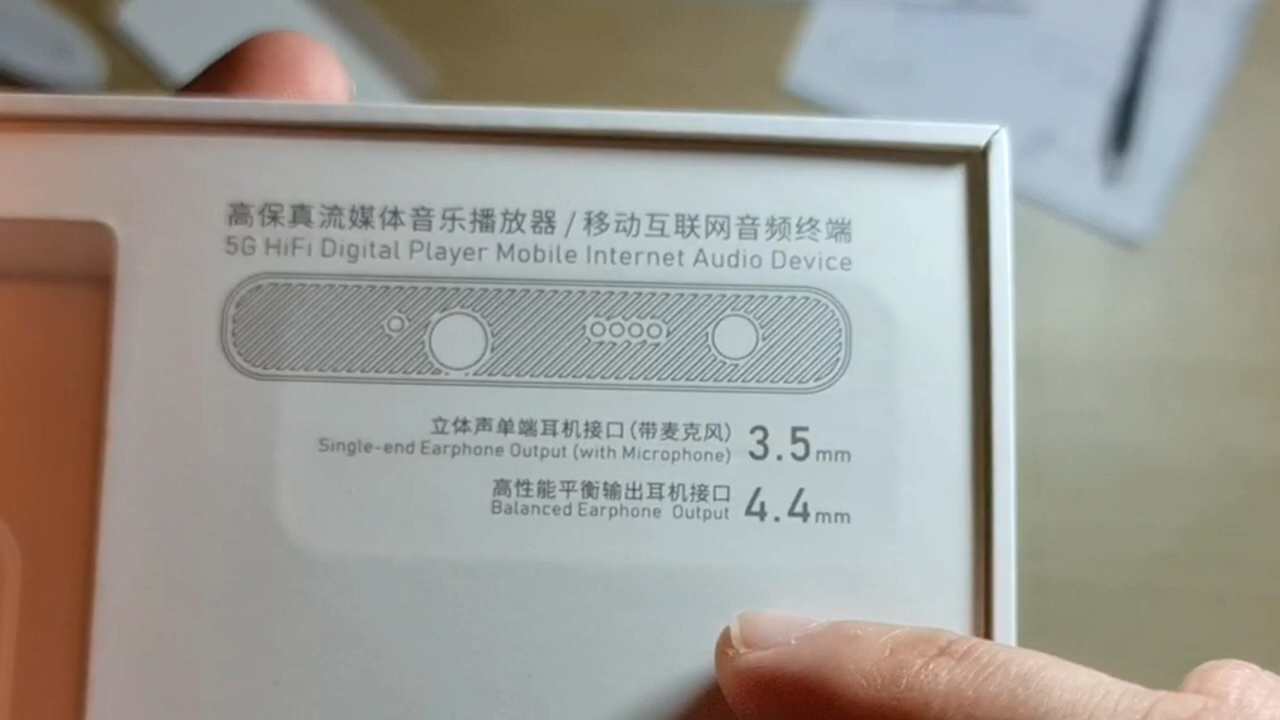 高保真流媒体音乐播放器 / 移动互联网音频终端
5G HiFi Digital Player Mobile Internet Audio Device
立体声单端耳机接口(带麦克风) 3.5mm
Single-end Earphone Output (with Microphone)
高性能平衡输出耳机接口 4.4mm
Balanced Earphone Output